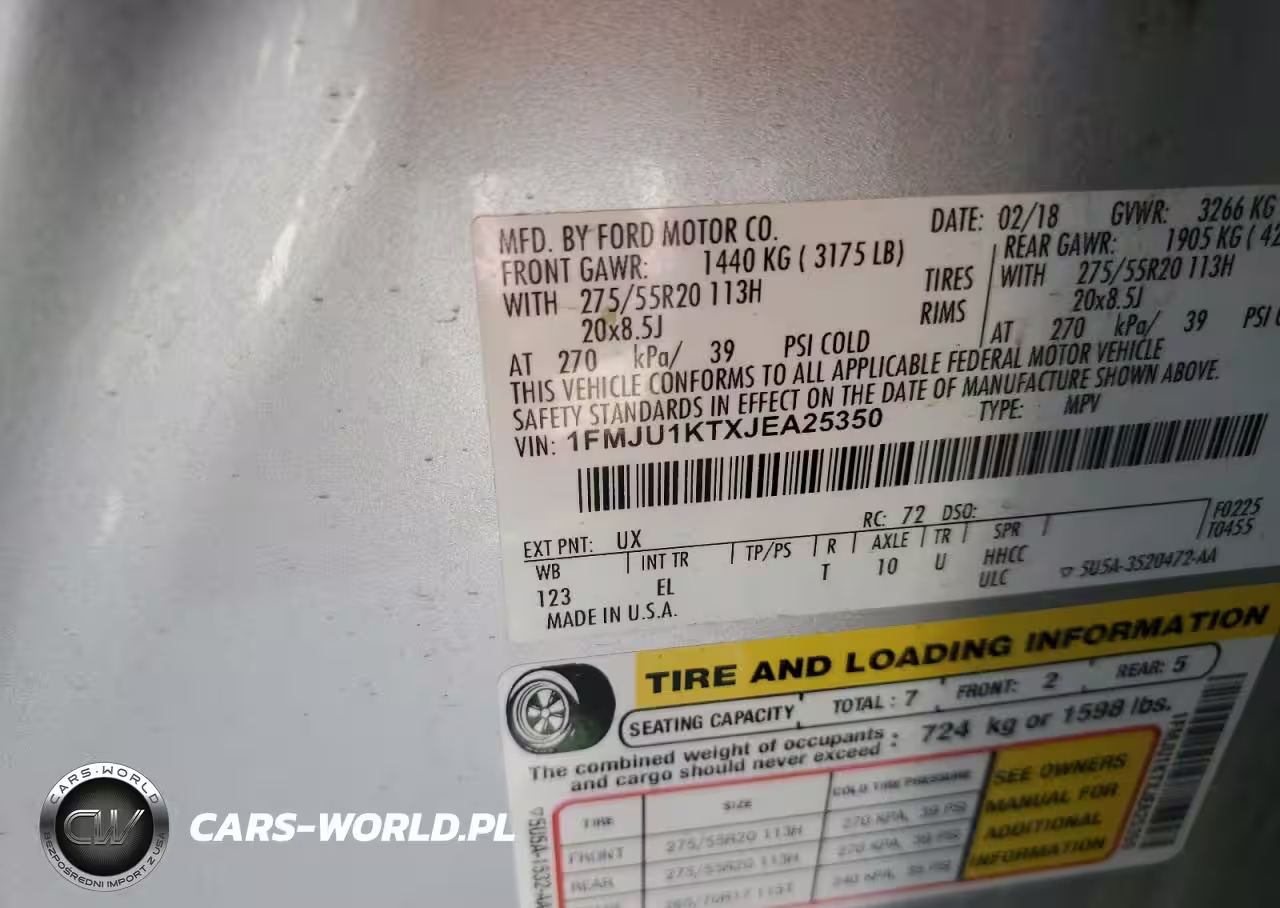 MFD. BY FORD MOTOR CO. DATE: 02/18 GVWR: 3266 KG
FRONT GAWR: 1440 KG ( 3175 LB) REAR GAWR: 1905 KG ( 42
WITH 275/55R20 113H TIRES WITH 275/55R20 113H
20x8.5J RIMS 20x8.5J
AT 270 kPa/ 39 PSI COLD AT 270 kPa/ 39 PSI
THIS VEHICLE CONFORMS TO ALL APPLICABLE FEDERAL MOTOR VEHICLE
SAFETY STANDARDS IN EFFECT ON THE DATE OF MANUFACTURE SHOWN ABOVE.
VIN: 1FMJU1KTXJEA25350 TYPE: MPV
EXT PNT: UX RC: 72 DSO: F0225
WB INT TR TP/PS R AXLE TR SPR T0455
123 EL T 10 U HHCC
ULC ▽ 5U5A-3520472-AA
MADE IN U.S.A.
TIRE AND LOADING INFORMATION
SEATING CAPACITY TOTAL : 7 FRONT: 2 REAR: 5
The combined weight of occupants : 724 kg or 1598 lbs.
and cargo should never exceed
TIRE SIZE COLD TIRE PRESSURE SEE OWNERS
FRONT 275/55R20 113H 270 KPA, 39 PSI MANUAL FOR
REAR 275/55R20 113H 270 KPA, 39 PSI ADDITIONAL
INFORMATION
CARS-WORLD
CW
BEZPOŚREDNI IMPORT Z USA
CARS-WORLD.PL